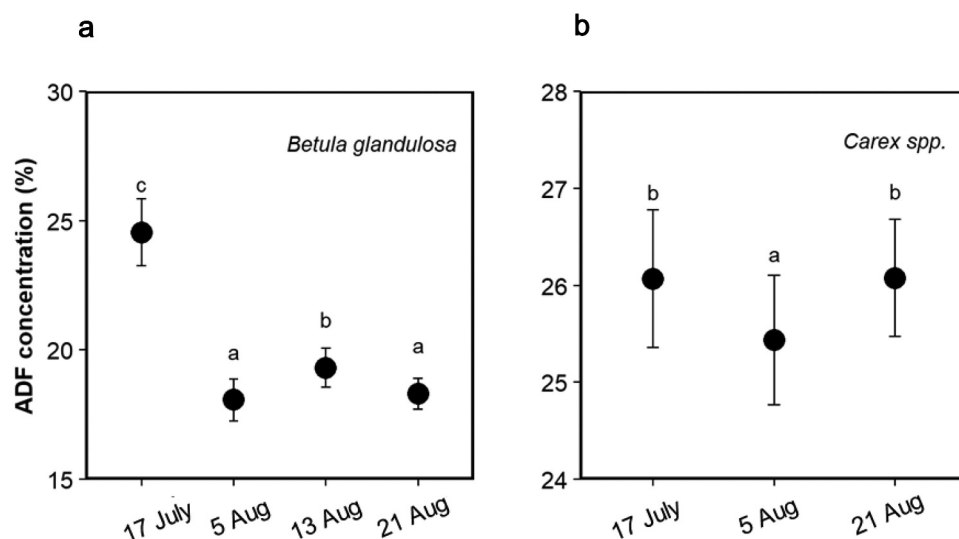 a
b
ADF concentration (%)
30
25
20
15
Betula glandulosa
c
a
b
a
17 July
5 Aug
13 Aug
21 Aug
28
27
26
25
24
Carex spp.
b
a
b
17 July
5 Aug
21 Aug